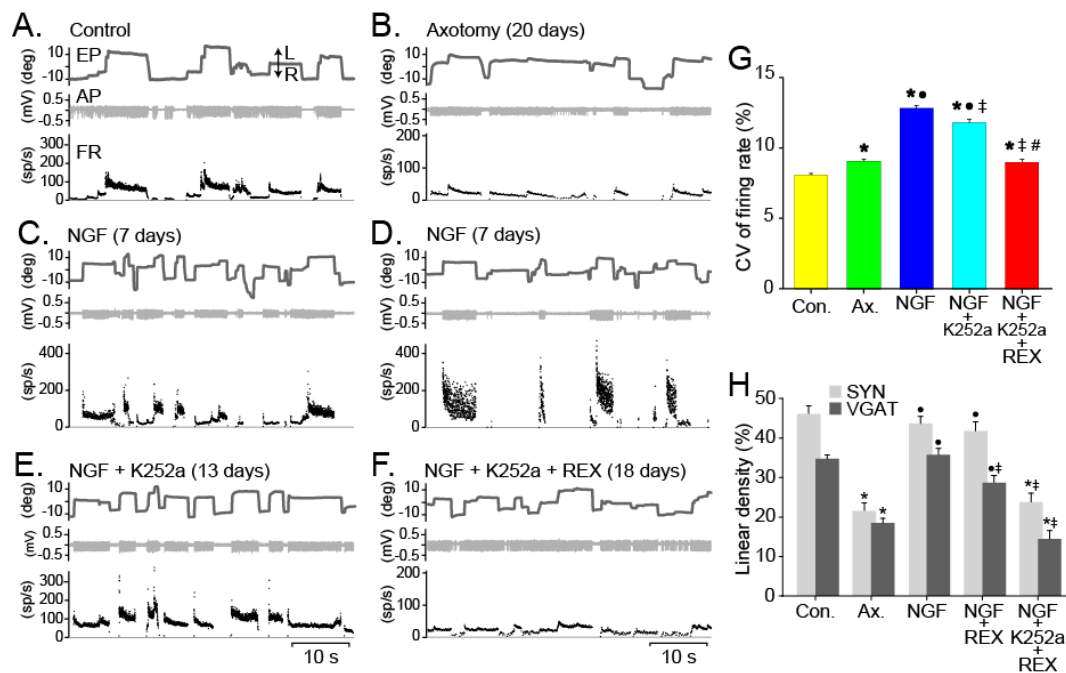 A. Control
EP
L
R
(deg)
10
-10
AP
(mV)
0.5
-0.5
FR
(sp/s)
300
200
100
0
B. Axotomy (20 days)
(deg)
10
-10
(mV)
0.5
-0.5
(sp/s)
200
100
0
C. NGF (7 days)
(deg)
10
-10
(mV)
0.5
-0.5
(sp/s)
400
200
0
D. NGF (7 days)
(deg)
10
-10
(mV)
0.5
-0.5
(sp/s)
400
200
0
E. NGF + K252a (13 days)
(deg)
10
-10
(mV)
0.5
-0.5
(sp/s)
300
200
100
0
10 s
F. NGF + K252a + REX (18 days)
(deg)
10
-10
(mV)
0.5
-0.5
(sp/s)
200
100
0
10 s
G.
CV of firing rate (%)
15
10
5
0
*
*●
*●‡
*‡#
Con. Ax. NGF NGF + K252a NGF + K252a + REX
H.
SYN
VGAT
Linear density (%)
50
40
30
20
10
0
* *
● ●
● ●‡
*‡ *‡
Con. Ax. NGF NGF + REX NGF + K252a + REX